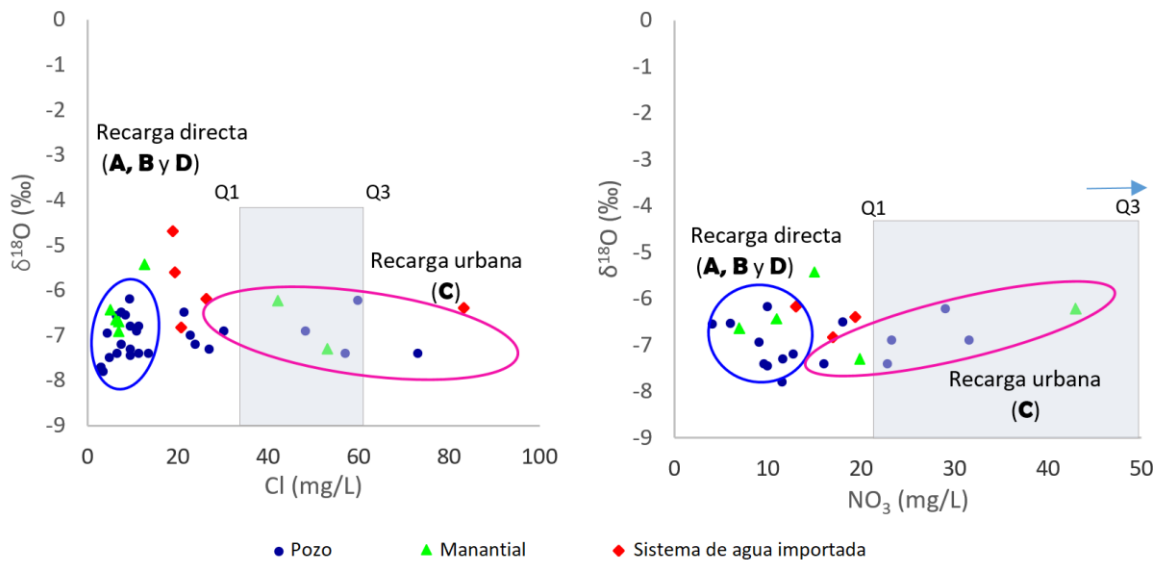 0
-1
-2
-3
-4
-5
-6
-7
-8
-9
δ18O (‰)
Recarga directa
(A, B y D)
Q1
Q3
Recarga urbana
(C)
0
20
40
60
80
100
Cl (mg/L)
0
-1
-2
-3
-4
-5
-6
-7
-8
-9
δ18O (‰)
Q1
Q3
Recarga directa
(A, B y D)
Recarga urbana
(C)
0
10
20
30
40
50
NO3 (mg/L)
Pozo
Manantial
Sistema de agua importada